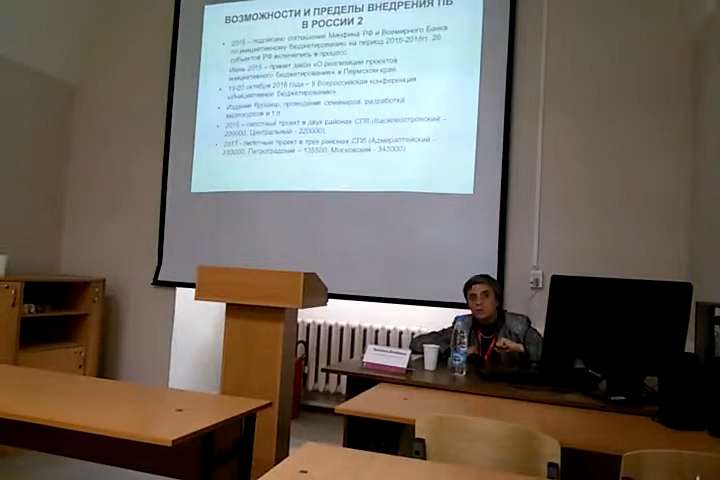 ВОЗМОЖНОСТИ И ПРЕДЕЛЫ ВНЕДРЕНИЯ ПБ
В РОССИИ 2
• 2015 – подписано соглашение Минфина РФ и Всемирного Банка
по инициативному бюджетированию на период 2016-2018гг. 26
субъектов РФ включились в процесс
Июнь 2015 – принят закон «О реализации проектов
инициативного бюджетирования» в Пермском крае.
• 19-20 октября 2016 года – II Всероссийская конференция
«Инициативное бюджетирование».
• Издание брошюр, проведение семинаров, разработка
и т.п.
• 2016 – пилотный проект в двух районах СПб (Василеостровский –
209000, Центральный - 220000)
• 2017 - пилотный проект в трех районах СПб (Адмиралтейский –
Петроградский – 135500, Московский - 343000)